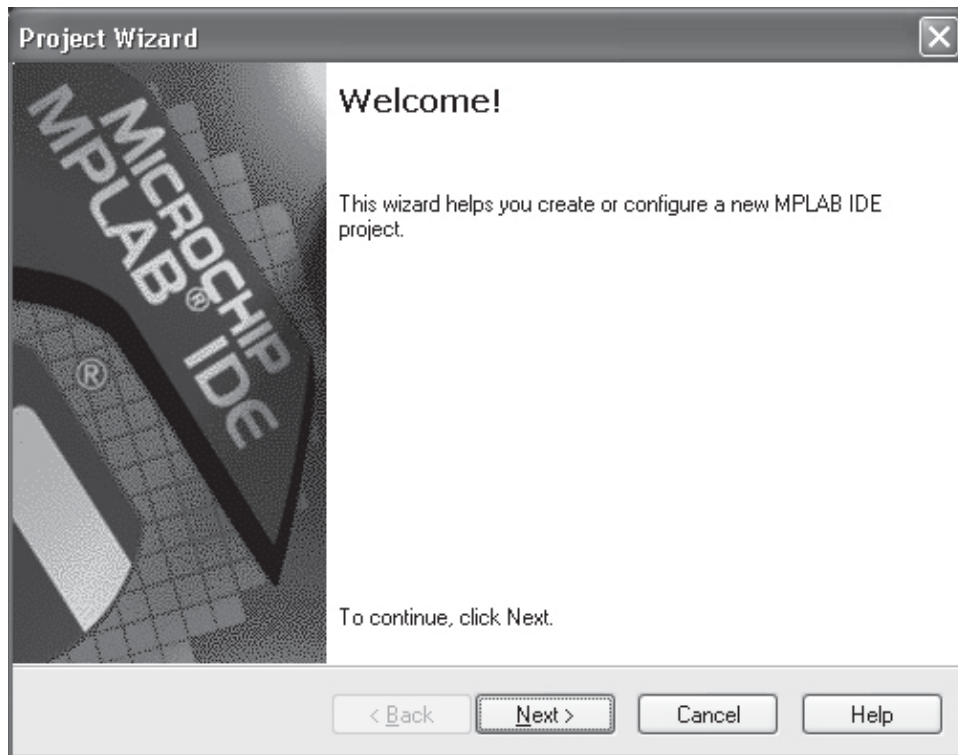 Project Wizard
MICROCHIP
MPLAB® IDE
®
Welcome!
This wizard helps you create or configure a new MPLAB IDE
project.
To continue, click Next.
< Back
Next >
Cancel
Help